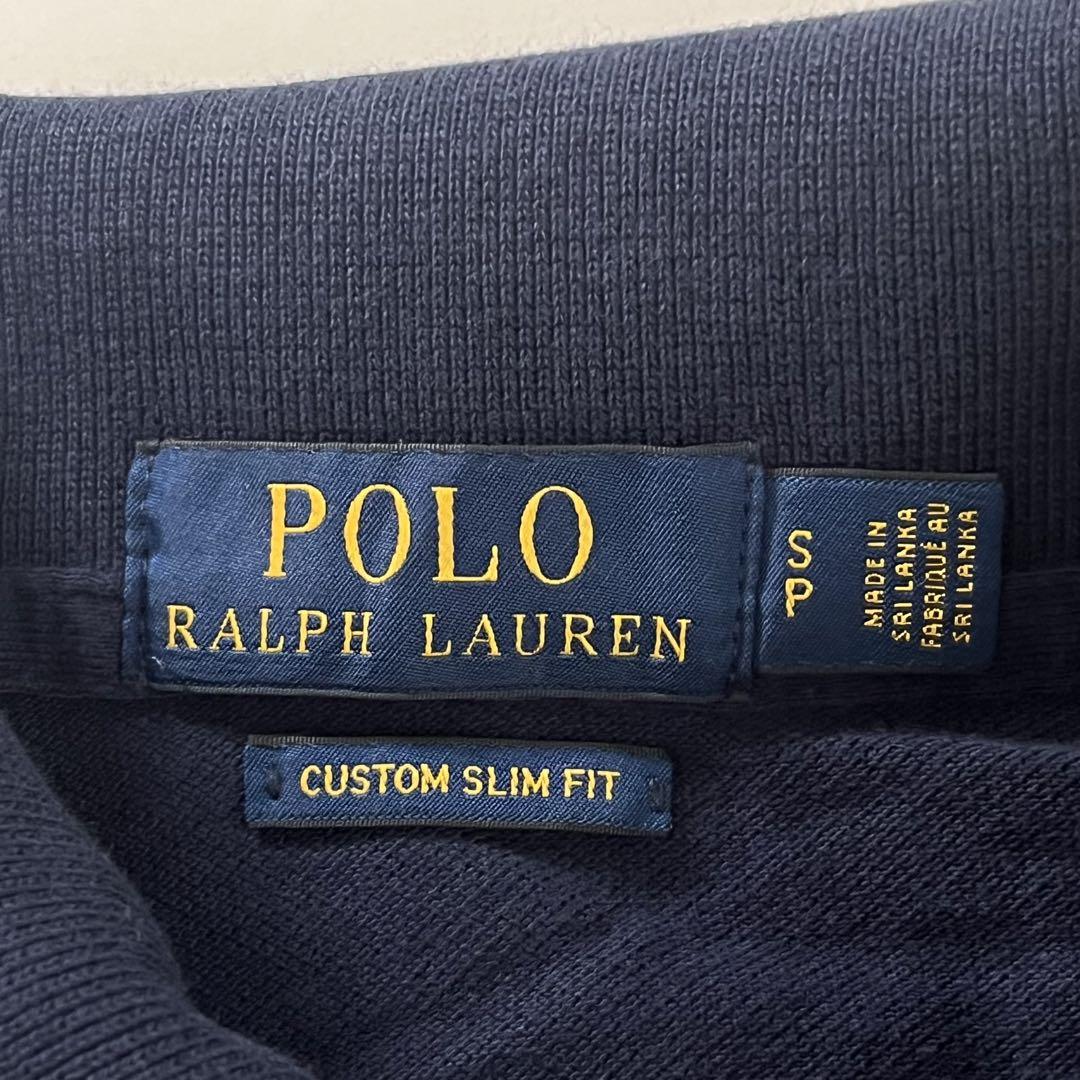 POLO
RALPH LAUREN
S
P
MADE IN
SRI LANKA
FABRIQUÉ AU
SRI LANKA
CUSTOM SLIM FIT